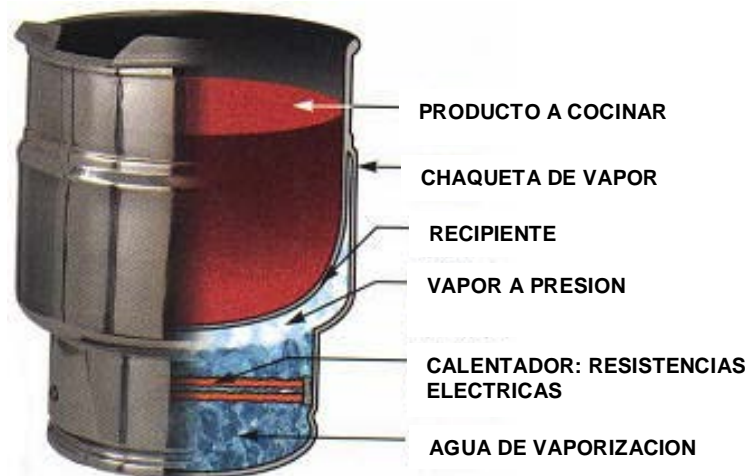 PRODUCTO A COCINAR
CHAQUETA DE VAPOR
RECIPIENTE
VAPOR A PRESION
CALENTADOR: RESISTENCIAS
ELECTRICAS
AGUA DE VAPORIZACION